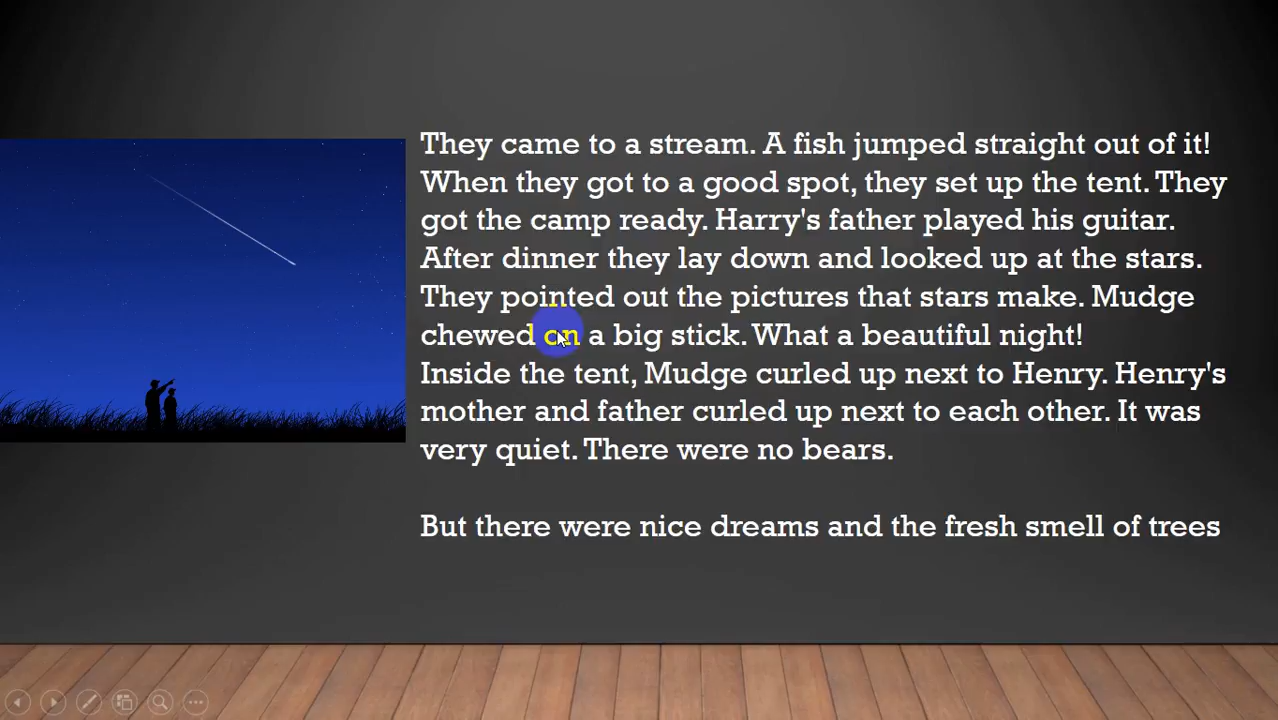 They came to a stream. A fish jumped straight out of it!
When they got to a good spot, they set up the tent. They
got the camp ready. Harry's father played his guitar.
After dinner they lay down and looked up at the stars.
They pointed out the pictures that stars make. Mudge
chewed on a big stick. What a beautiful night!
Inside the tent, Mudge curled up next to Henry. Henry's
mother and father curled up next to each other. It was
very quiet. There were no bears.
But there were nice dreams and the fresh smell of trees